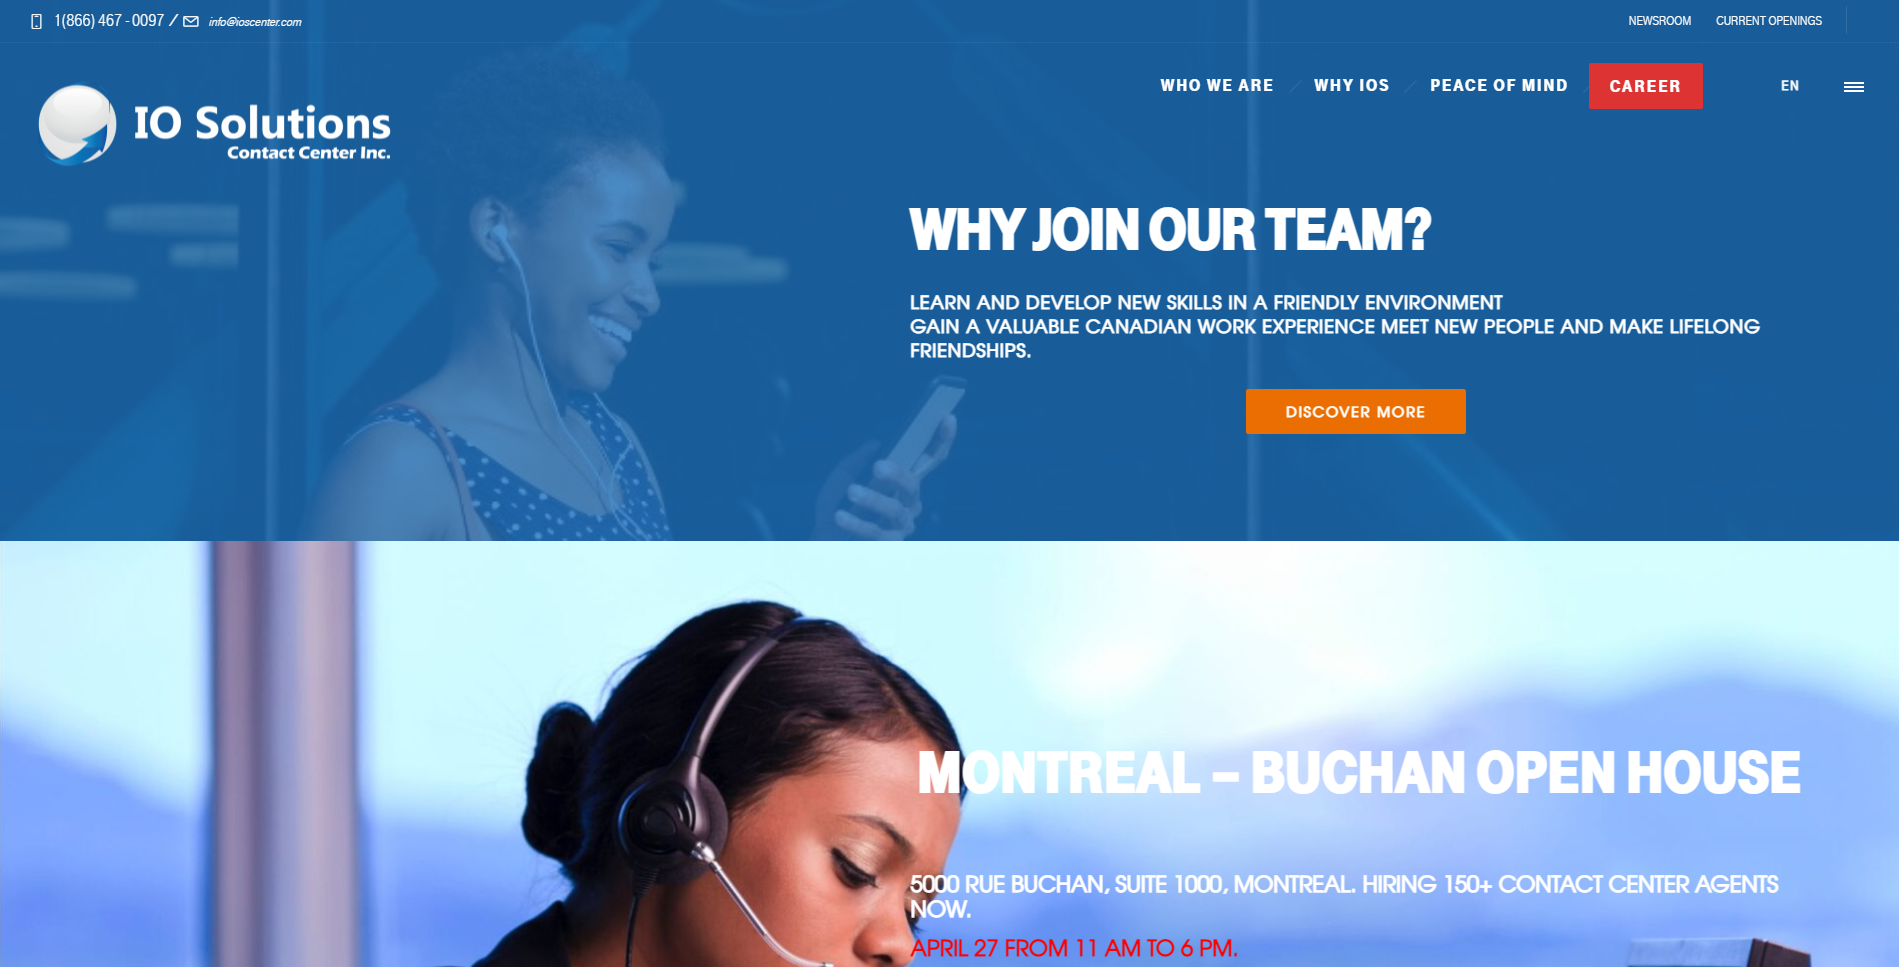 1(866) 467 - 0097 / info@ioscenter.com
NEWSROOM CURRENT OPENINGS
WHO WE ARE / WHY IOS / PEACE OF MIND / CAREER EN
IO Solutions
Contact Center Inc.
WHY JOIN OUR TEAM?
LEARN AND DEVELOP NEW SKILLS IN A FRIENDLY ENVIRONMENT
GAIN A VALUABLE CANADIAN WORK EXPERIENCE MEET NEW PEOPLE AND MAKE LIFELONG
FRIENDSHIPS.
DISCOVER MORE
MONTREAL – BUCHAN OPEN HOUSE
5000 RUE BUCHAN, SUITE 1000, MONTREAL. HIRING 150+ CONTACT CENTER AGENTS
NOW.
APRIL 27 FROM 11 AM TO 6 PM.